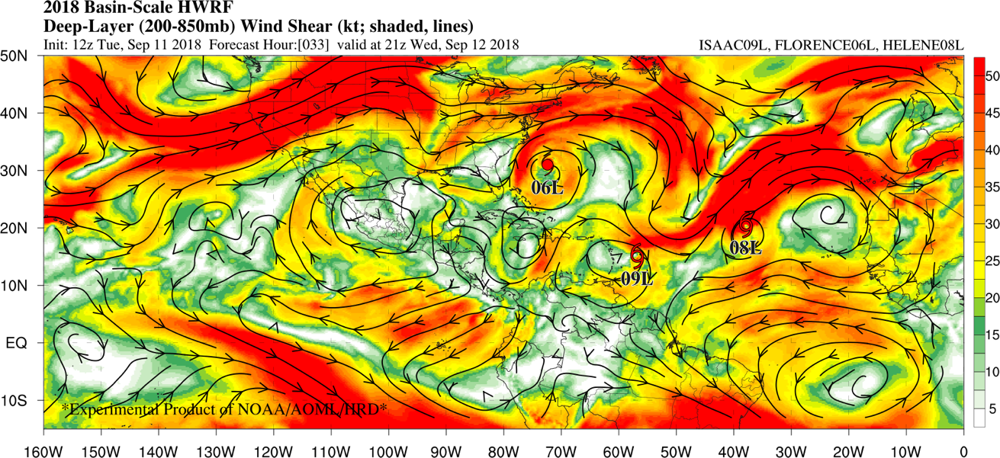 2018 Basin-Scale HWRF
Deep-Layer (200-850mb) Wind Shear (kt; shaded, lines)
Init: 12z Tue, Sep 11 2018  Forecast Hour:[033]  valid at 21z Wed, Sep 12 2018
ISAAC09L, FLORENCE06L, HELENE08L
50N
40N
30N
20N
10N
EQ
10S
06L
08L
09L
*Experimental Product of NOAA/AOML/HRD*
160W 150W 140W 130W 120W 110W 100W 90W 80W 70W 60W 50W 40W 30W 20W 10W 0
50
45
40
35
30
25
20
15
10
5